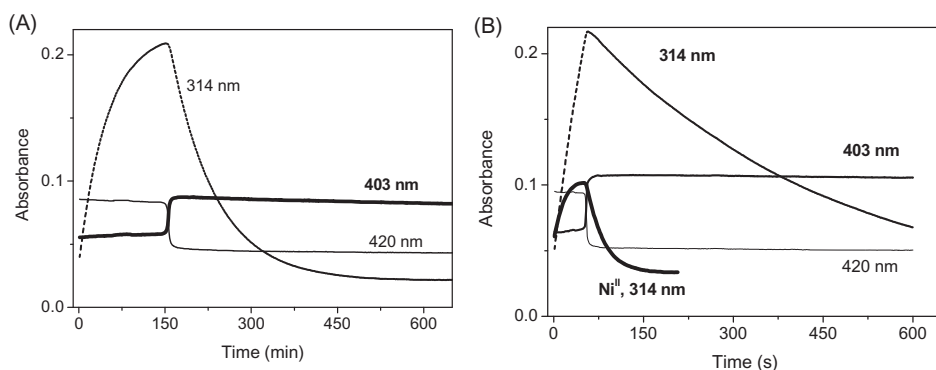 (A)
0.2
0.1
0.0
Absorbance
314 nm
403 nm
420 nm
0 150 300 450 600
Time (min)
(B)
0.2
0.1
0.0
Absorbance
314 nm
403 nm
420 nm
Niᴵᴵ, 314 nm
0 150 300 450 600
Time (s)